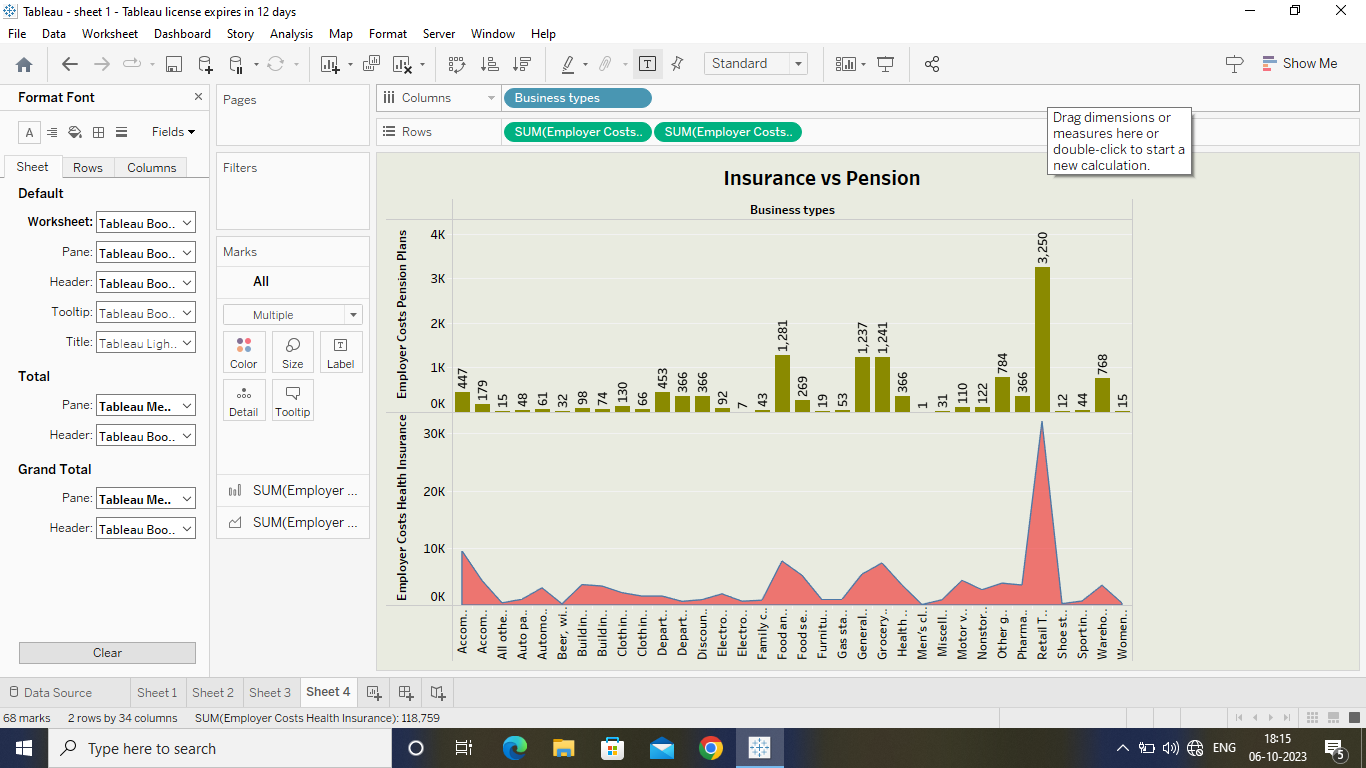 Tableau - sheet 1 - Tableau license expires in 12 days
File Data Worksheet Dashboard Story Analysis Map Format Server Window Help
Standard
Show Me
Format Font
Fields
Sheet Rows Columns
Default
Worksheet: Tableau Boo..
Pane: Tableau Boo..
Header: Tableau Boo..
Tooltip: Tableau Boo..
Title: Tableau Ligh..
Total
Pane: Tableau Me..
Header: Tableau Boo..
Grand Total
Pane: Tableau Me..
Header: Tableau Boo..
Clear
Pages
Filters
Marks
All
Multiple
Color Size Label
Detail Tooltip
SUM(Employer ...
SUM(Employer ...
Columns Business types
Rows SUM(Employer Costs.. SUM(Employer Costs..
Drag dimensions or
measures here or
double-click to start a
new calculation.
Insurance vs Pension
Business types
Employer Costs Pension Plans
4K
3K
2K
1K
0K
447
179
15
48
61
32
98
74
130
66
453
366
366
92
7
43
1,281
269
19
53
1,237
1,241
366
1
31
110
122
784
366
3,250
12
44
768
15
Employer Costs Health Insurance
30K
20K
10K
0K
Accom..
Accom..
All othe..
Auto pa..
Automo..
Beer, wi..
Buildin..
Buildin..
Clothin..
Clothin..
Depart..
Depart..
Discoun..
Electro..
Electro..
Family c..
Food an..
Food se..
Furnitu..
Gas sta..
General..
Grocery..
Health ..
Men's cl..
Miscell..
Motor v..
Nonstor..
Other g..
Pharma..
Retail T..
Shoe st..
Sportin..
Wareho..
Women..
Data Source Sheet 1 Sheet 2 Sheet 3 Sheet 4
68 marks 2 rows by 34 columns SUM(Employer Costs Health Insurance): 118,759
Type here to search
ENG
18:15
06-10-2023
5